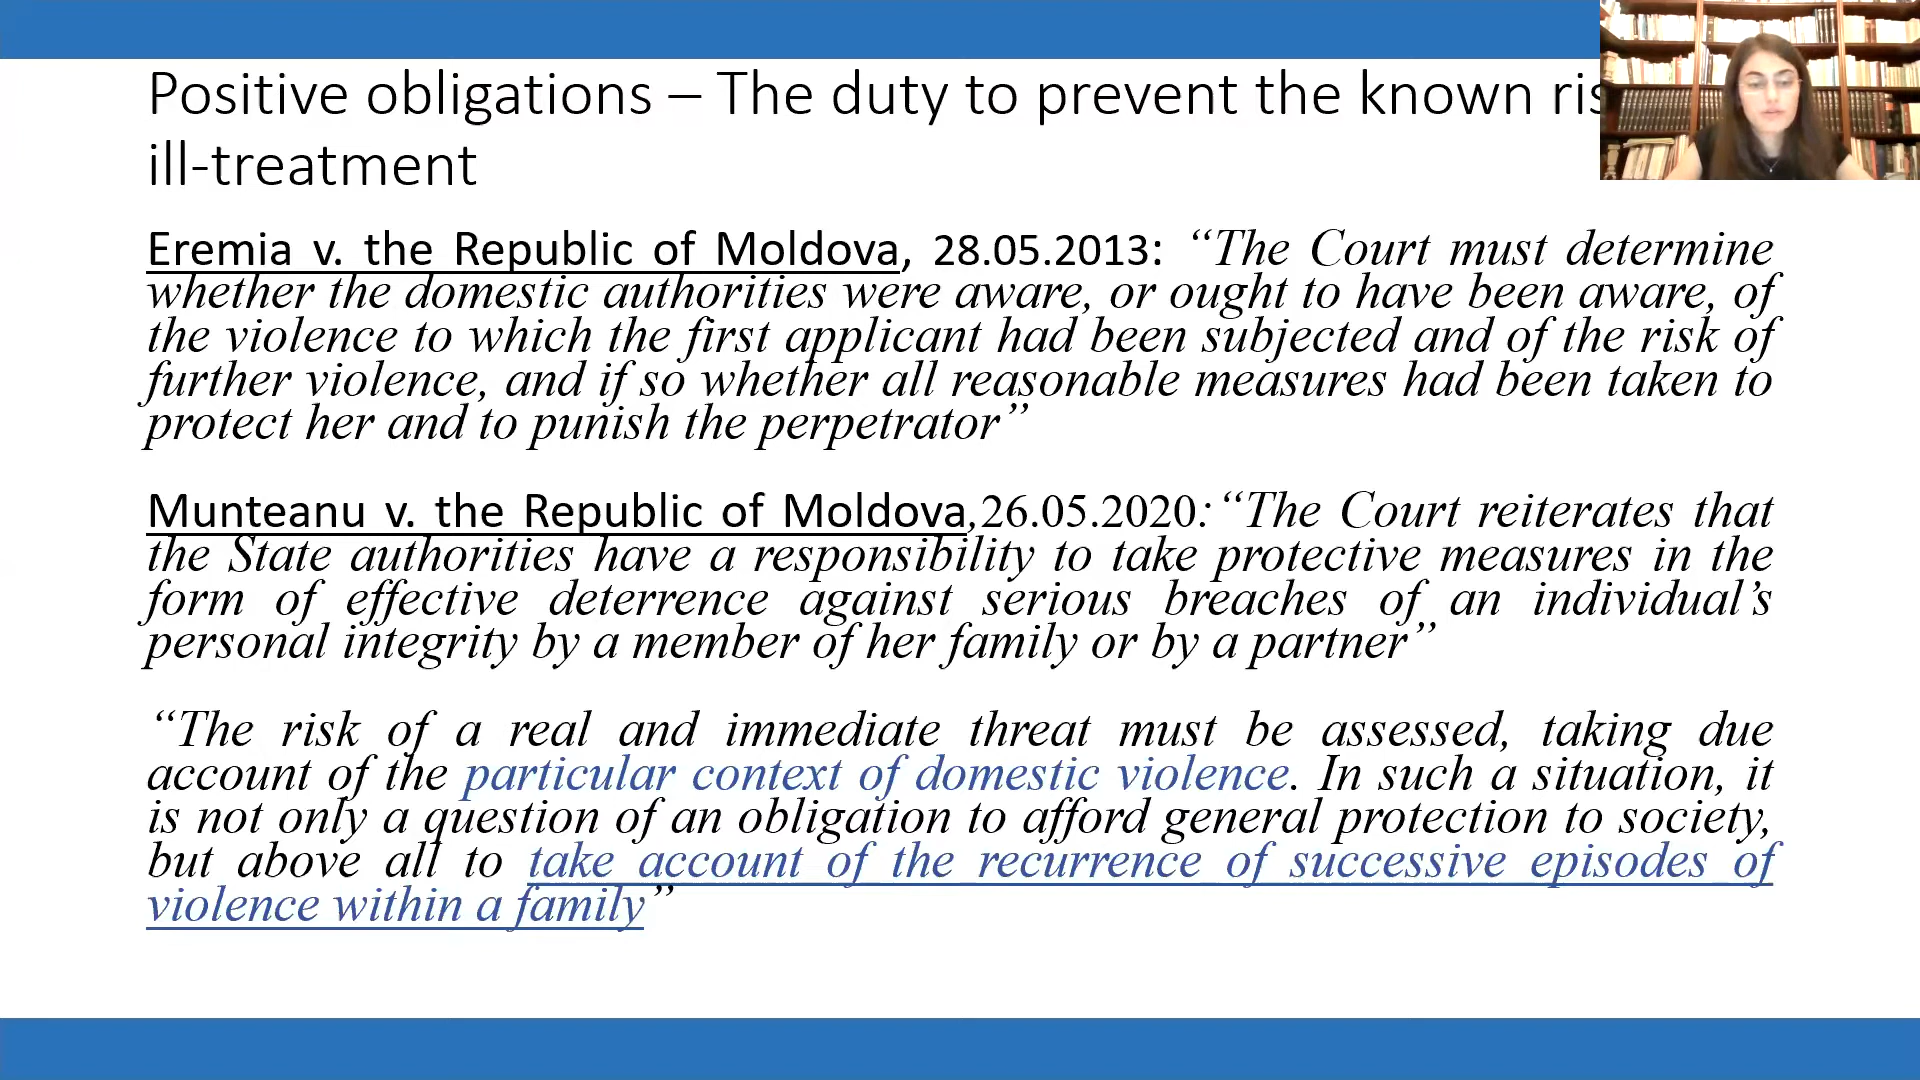 Positive obligations – The duty to prevent the known
ill-treatment
Eremia v. the Republic of Moldova, 28.05.2013: “The Court must determine
whether the domestic authorities were aware, or ought to have been aware, of
the violence to which the first applicant had been subjected and of the risk of
further violence, and if so whether all reasonable measures had been taken to
protect her and to punish the perpetrator”
Munteanu v. the Republic of Moldova,26.05.2020:“The Court reiterates that
the State authorities have a responsibility to take protective measures in the
form of effective deterrence against serious breaches of an individual’s
personal integrity by a member of her family or by a partner”
“The risk of a real and immediate threat must be assessed, taking due
account of the particular context of domestic violence. In such a situation, it
is not only a question of an obligation to afford general protection to society,
but above all to take account of the recurrence of successive episodes of
violence within a family”